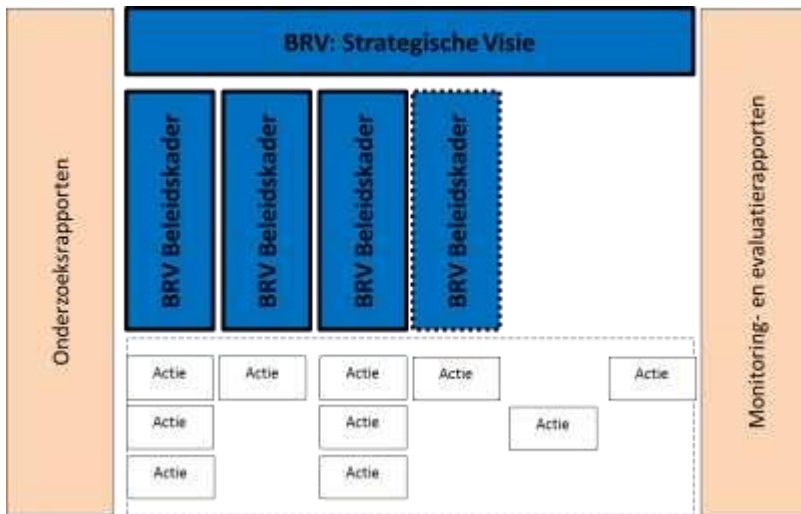 Onderzoeksrapporten
BRV: Strategische Visie
BRV Beleidskader
BRV Beleidskader
BRV Beleidskader
BRV Beleidskader
Actie
Actie
Actie
Actie
Actie
Actie
Actie
Actie
Actie
Actie
Monitoring- en evaluatierapporten